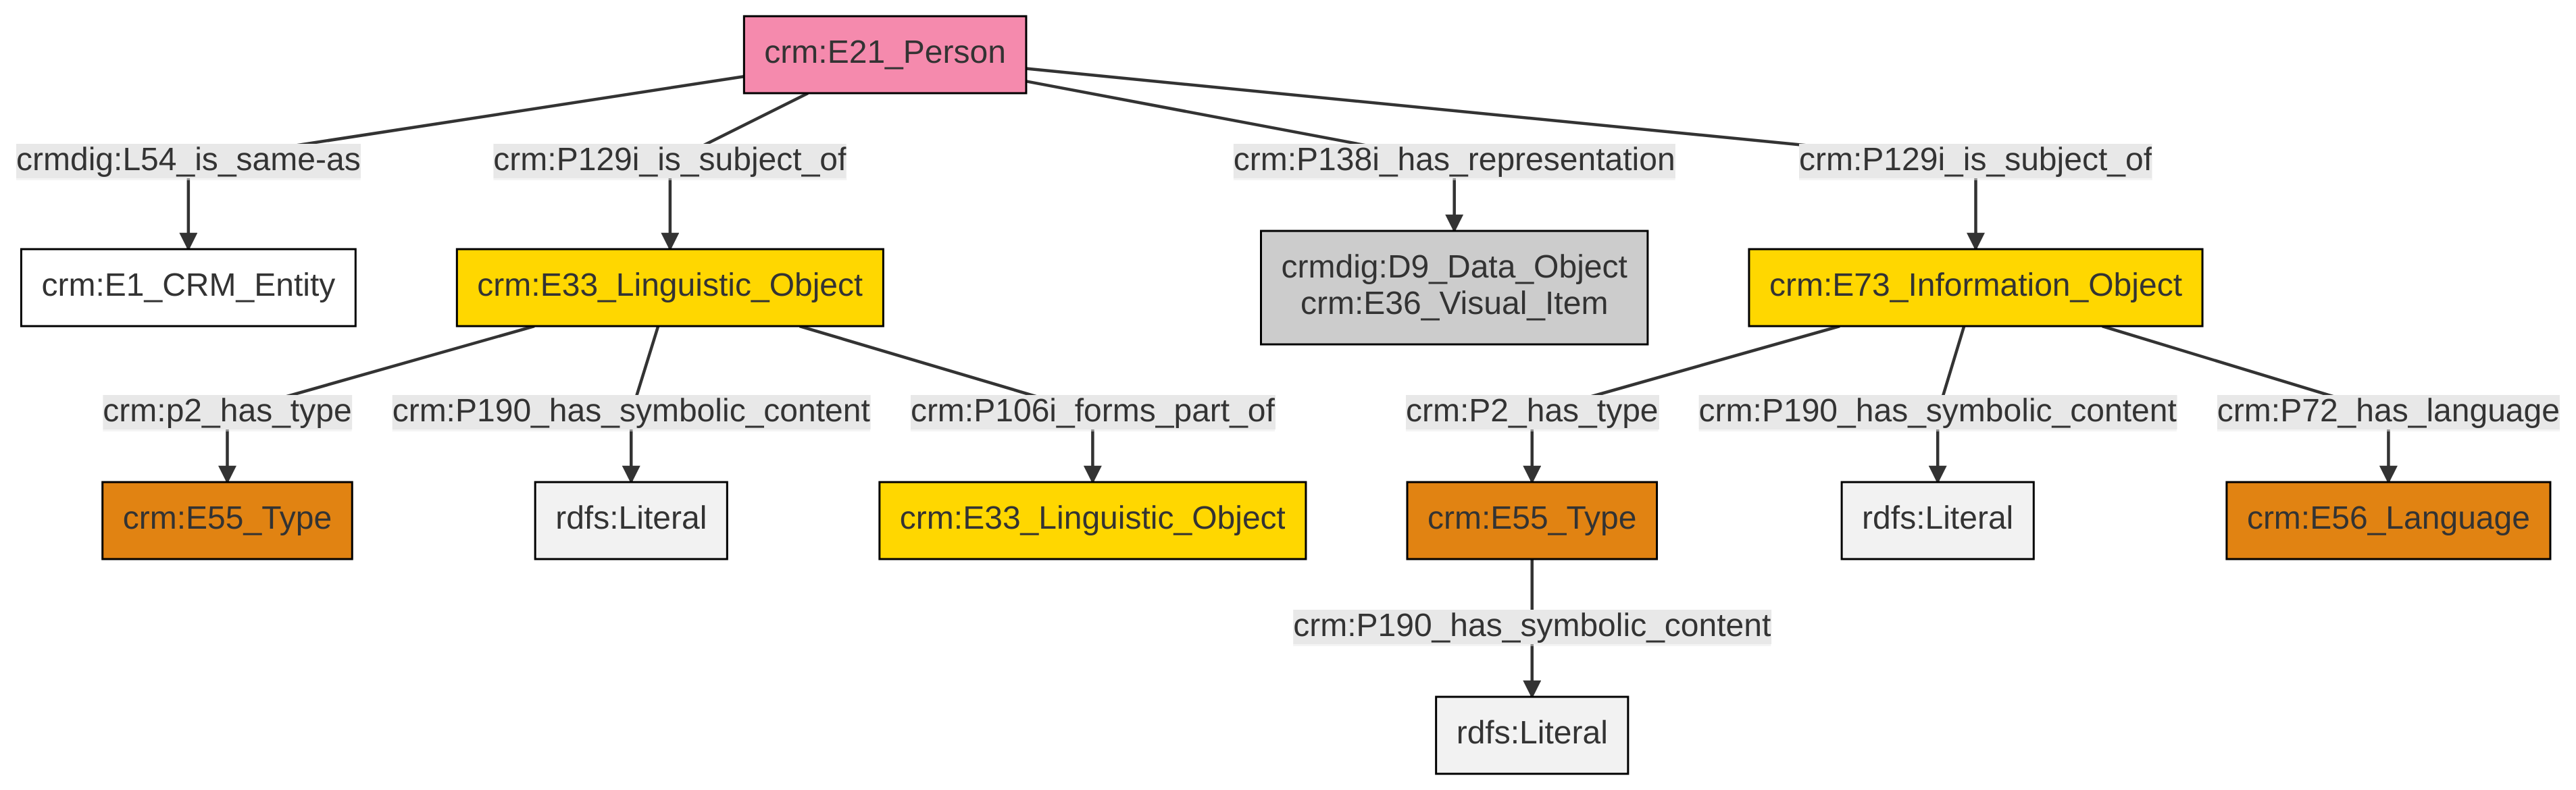 crm:E21_Person
crmdig:L54_is_same-as
crm:P129i_is_subject_of
crm:P138i_has_representation
crm:P129i_is_subject_of
crm:E1_CRM_Entity
crm:E33_Linguistic_Object
crmdig:D9_Data_Object
crm:E36_Visual_Item
crm:E73_Information_Object
crm:p2_has_type
crm:P190_has_symbolic_content
crm:P106i_forms_part_of
crm:P2_has_type
crm:P190_has_symbolic_content
crm:P72_has_language
crm:E55_Type
rdfs:Literal
crm:E33_Linguistic_Object
crm:E55_Type
rdfs:Literal
crm:E56_Language
crm:P190_has_symbolic_content
rdfs:Literal